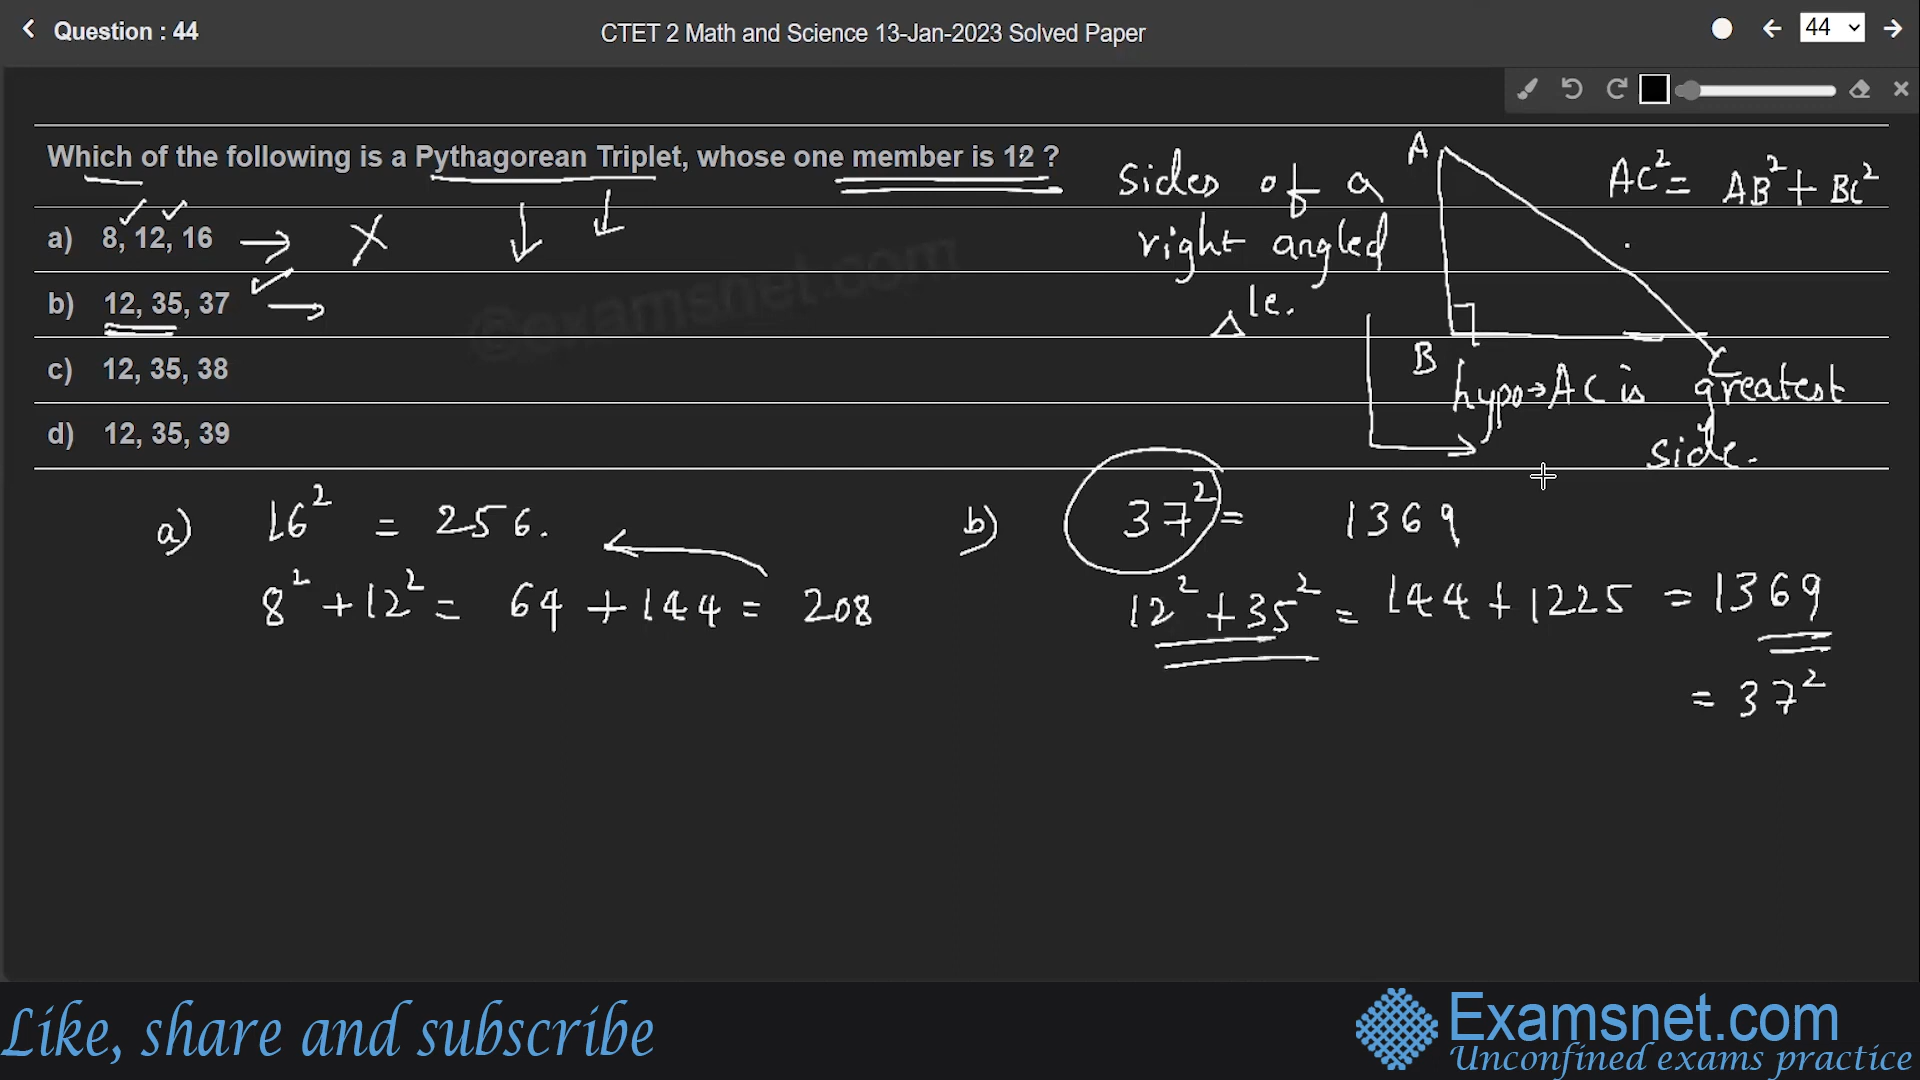 Question : 44
CTET 2 Math and Science 13-Jan-2023 Solved Paper
44
Which of the following is a Pythagorean Triplet, whose one member is 12 ?
a) 8, 12, 16
b) 12, 35, 37
c) 12, 35, 38
d) 12, 35, 39
©examsnet.com
sides of a
right angled
△le.
A
B
C
AC² = AB² + BC²
hypo→AC is greatest
side.
a) 16² = 256.
8² + 12² = 64 + 144 = 208
b) 37² = 1369
12² + 35² = 144 + 1225 = 1369
= 37²
Like, share and subscribe
Examsnet.com
Unconfined exams practice